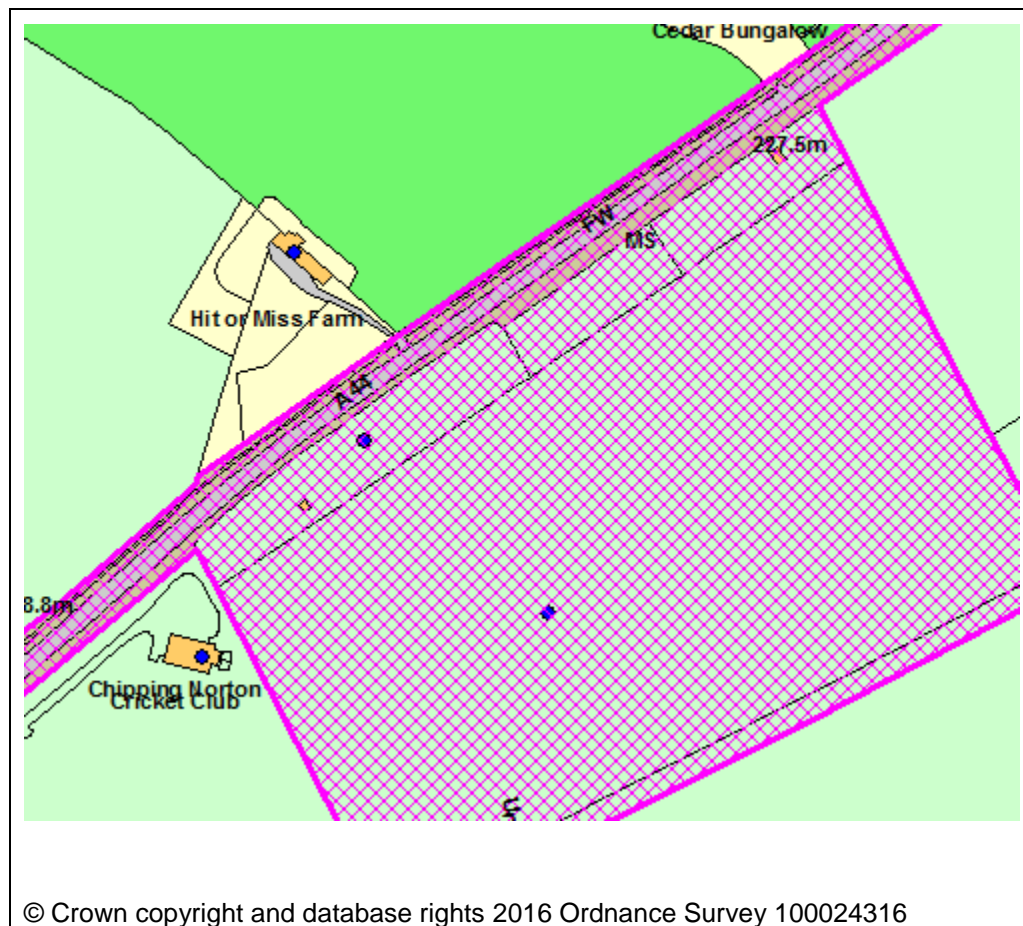 Cedar Bungalow
227.5m
FW
MS
Hit or Miss Farm
A 44
8.8m
Chipping Norton
Cricket Club
© Crown copyright and database rights 2016 Ordnance Survey 100024316